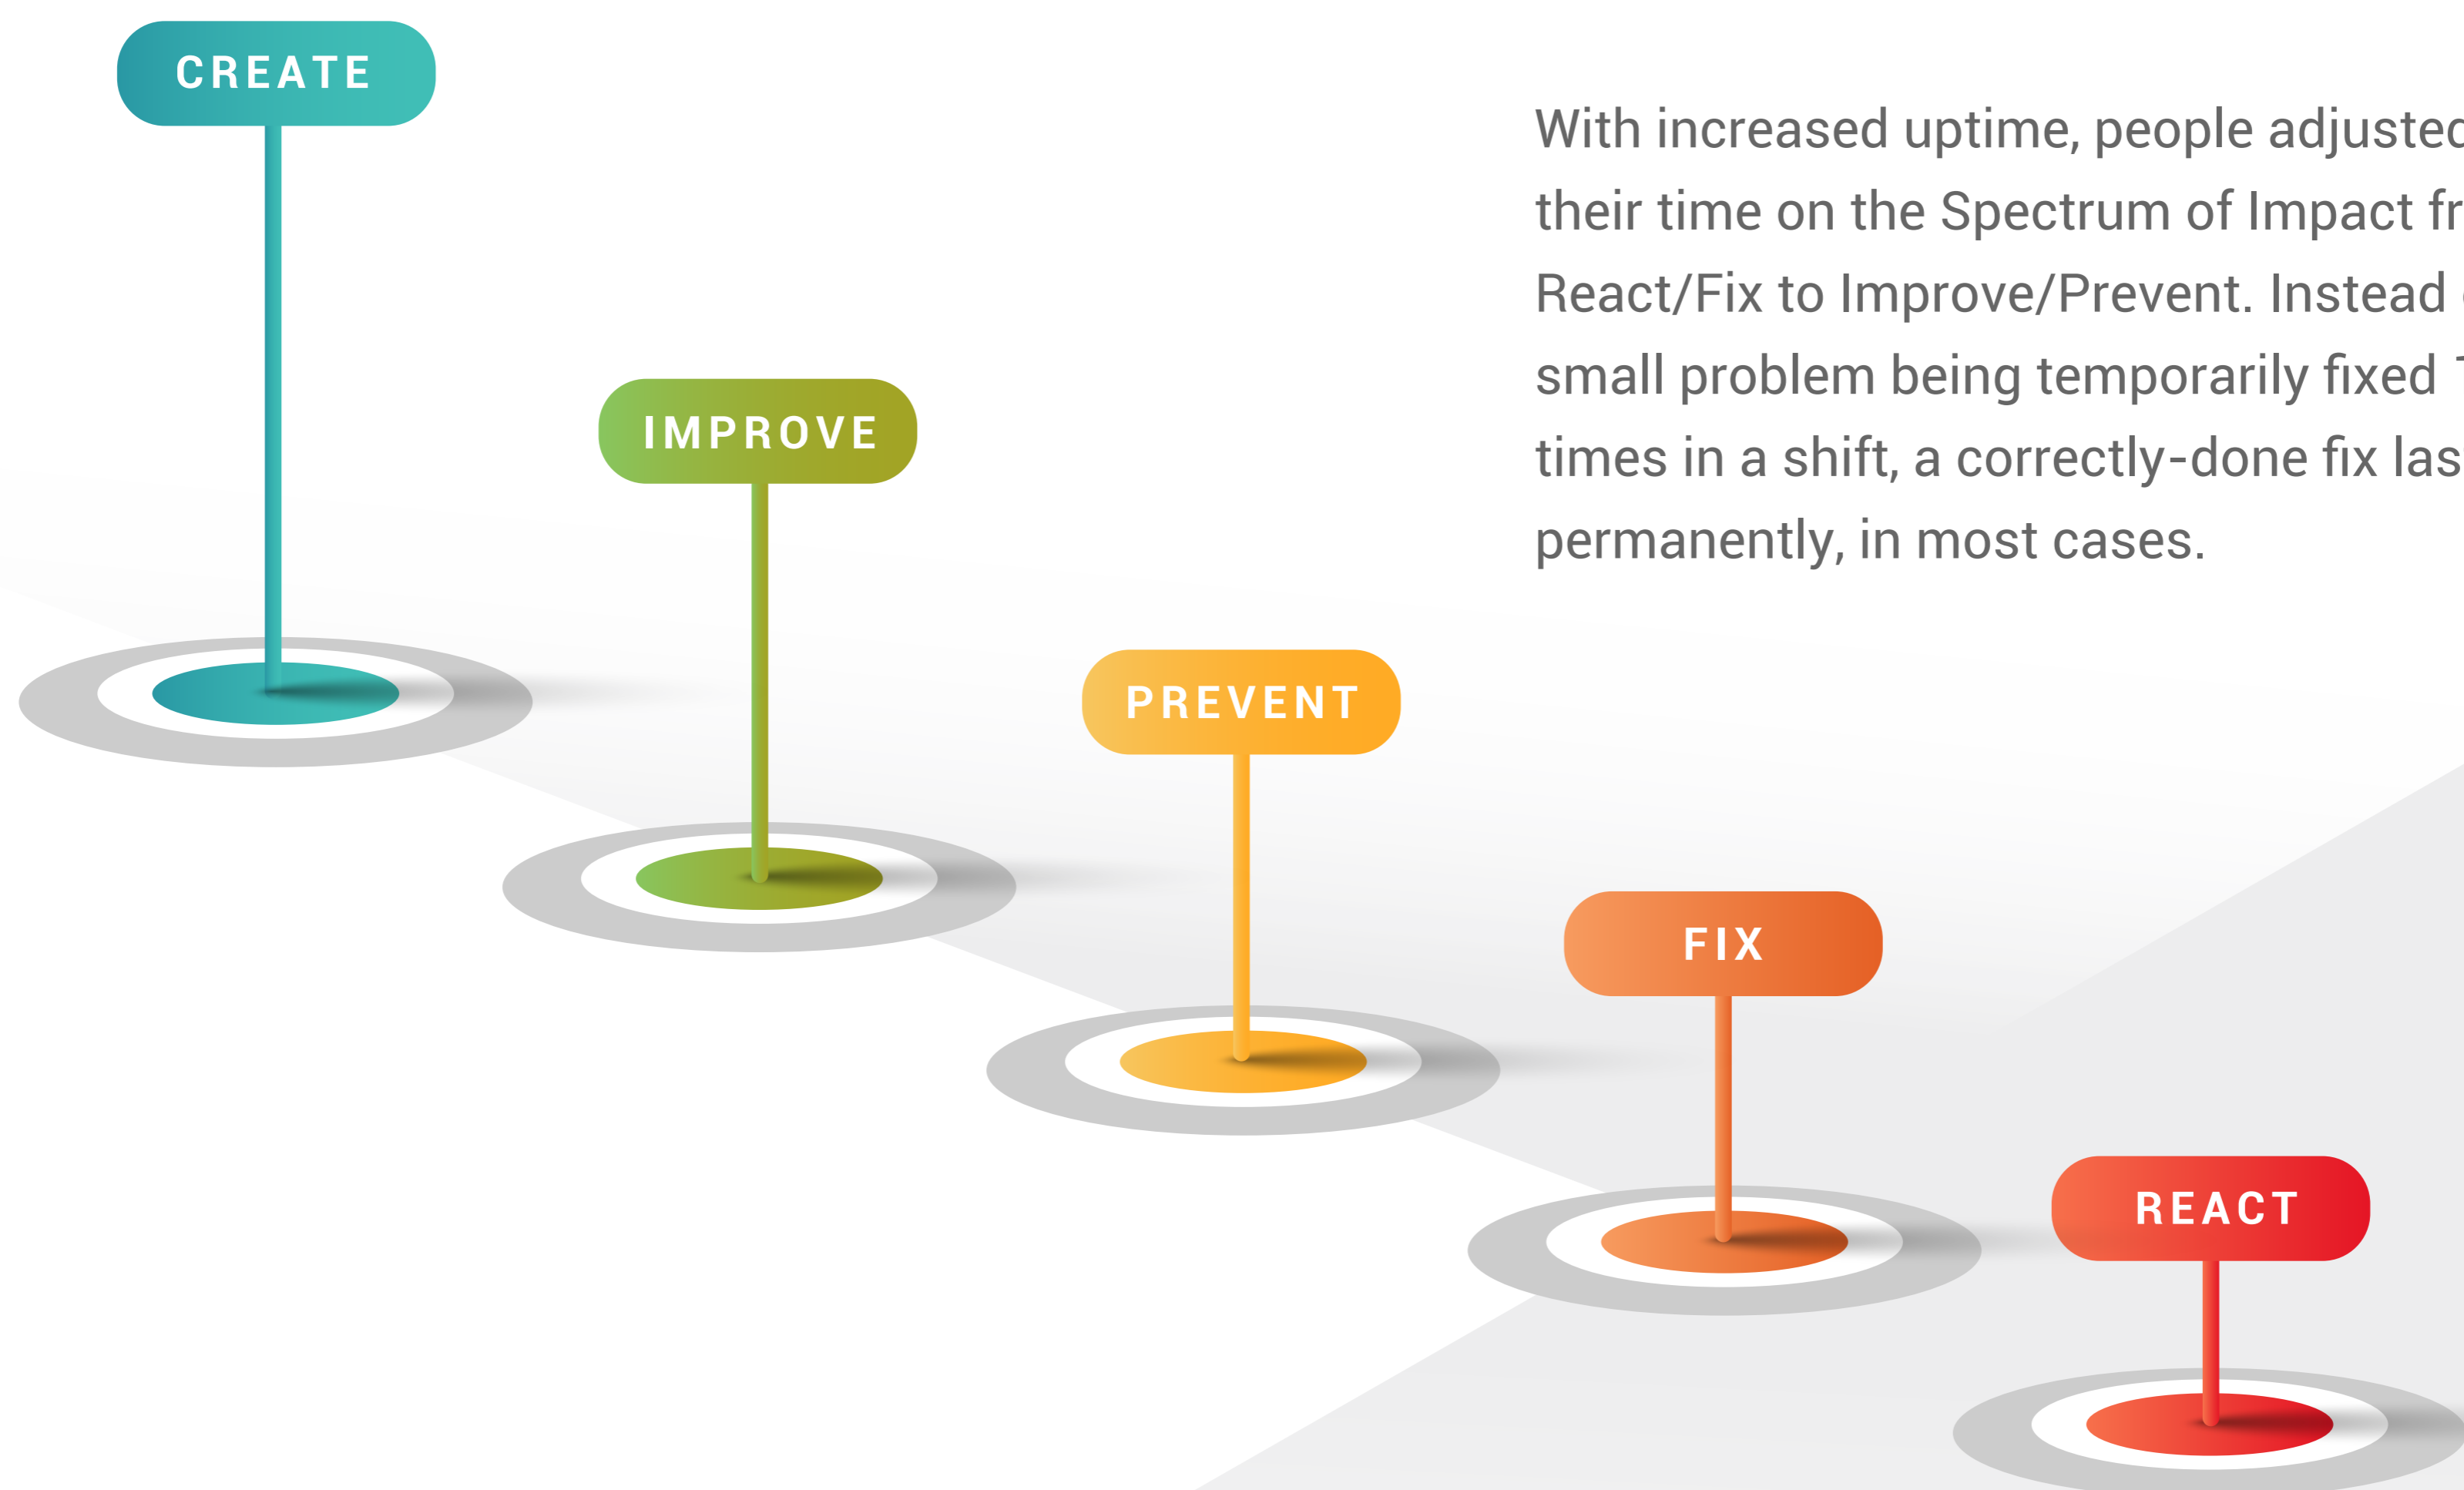 CREATE
With increased uptime, people adjusted
their time on the Spectrum of Impact
React/Fix to Improve/Prevent. Instead
small problem being temporarily fixed
times in a shift, a correctly-done fix
permanently, in most cases.
IMPROVE
PREVENT
FIX
REACT